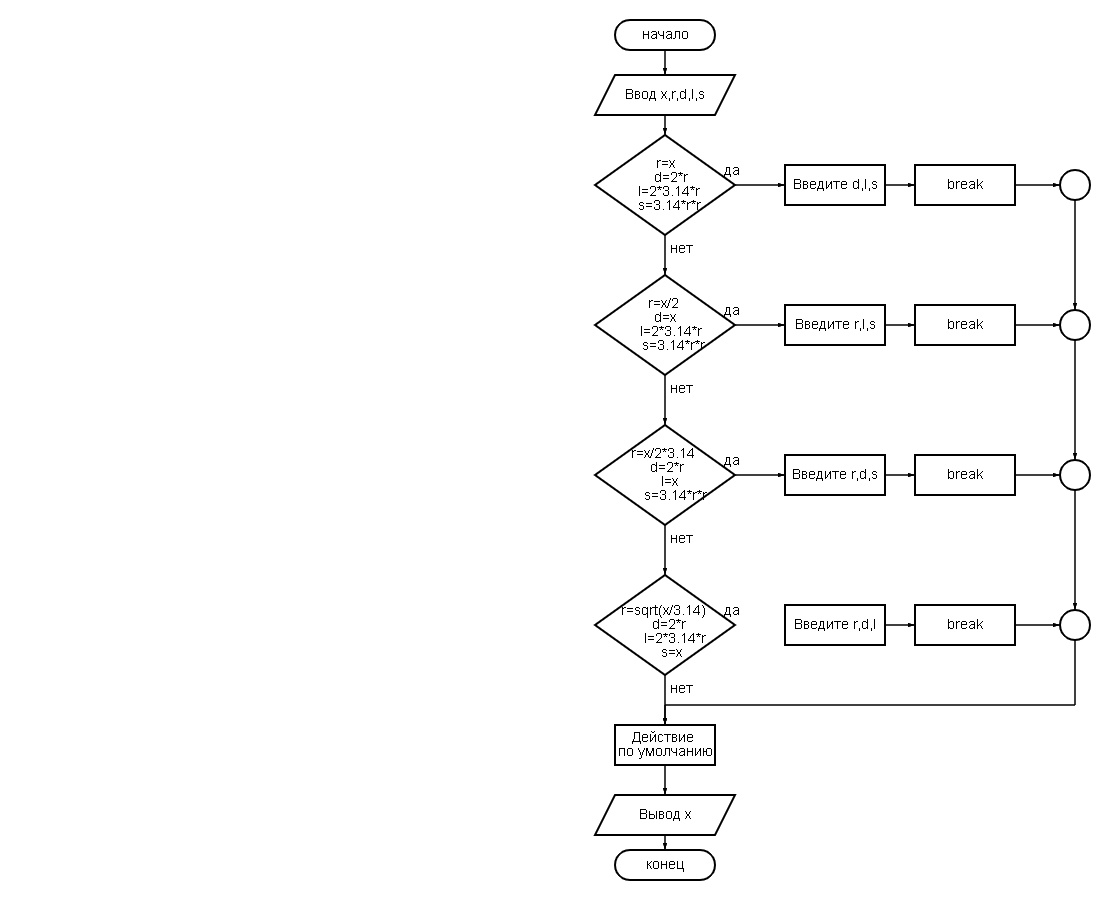 начало
Ввод x,r,d,l,s
r=x
d=2*r
l=2*3.14*r
s=3.14*r*r
да
Введите d,l,s
break
нет
r=x/2
d=x
l=2*3.14*r
s=3.14*r*r
да
Введите r,l,s
break
нет
r=x/2*3.14
d=2*r
l=x
s=3.14*r*r
да
Введите r,d,s
break
нет
r=sqrt(x/3.14)
d=2*r
l=2*3.14*r
s=x
да
Введите r,d,l
break
нет
Действие
по умолчанию
Вывод x
конец